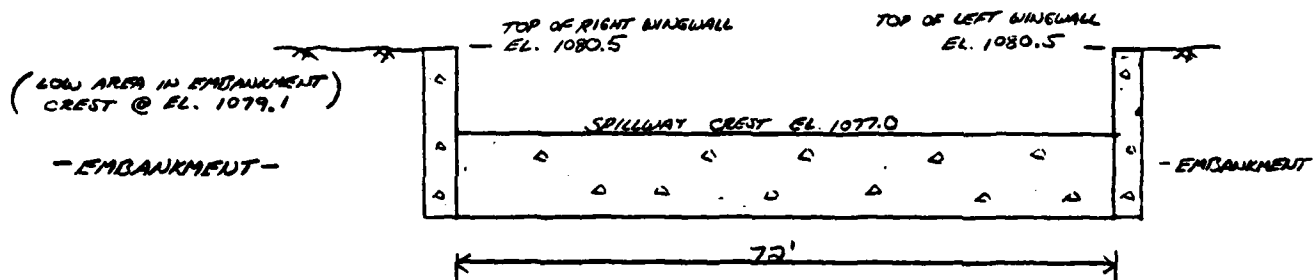 TOP OF RIGHT WINGWALL
EL. 1080.5
TOP OF LEFT WINGWALL
EL. 1080.5
(LOW AREA IN EMBANKMENT
CREST @ EL. 1079.1)
SPILLWAY CREST EL. 1077.0
-EMBANKMENT-
-EMBANKMENT
72'